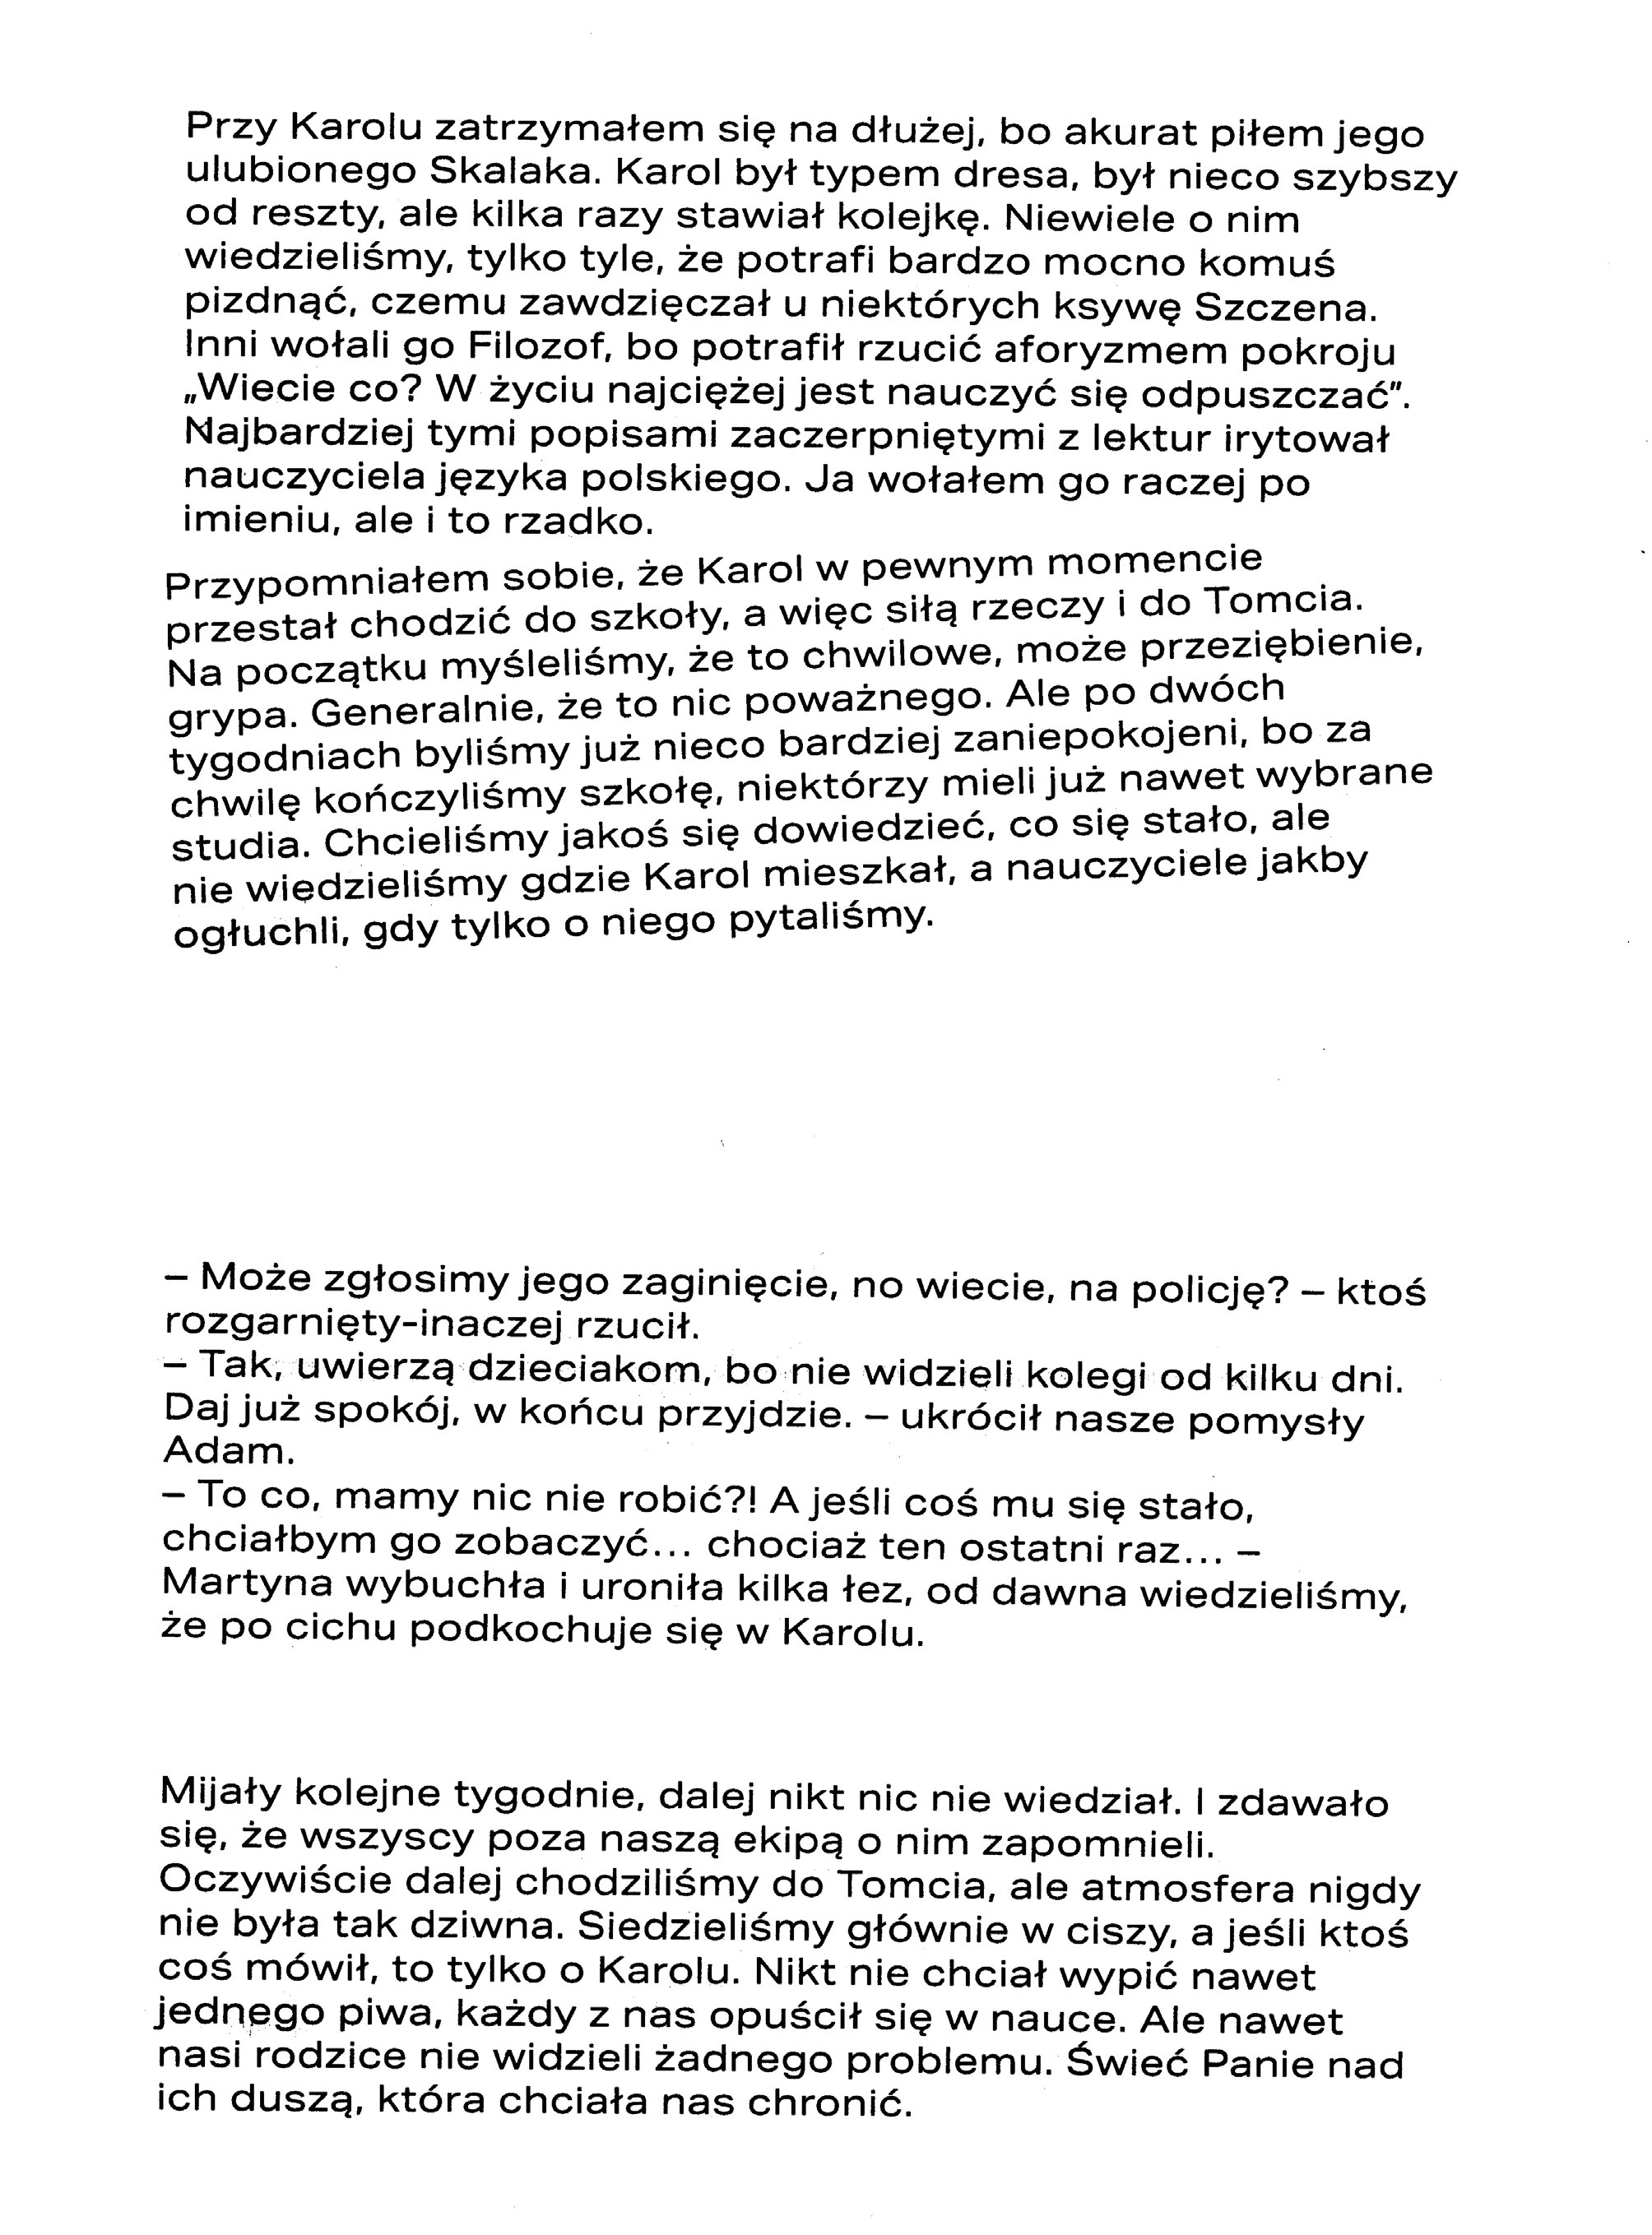 Przy Karolu zatrzymałem się na dłużej, bo akurat piłem jego
ulubionego Skalaka. Karol był typem dresa, był nieco szybszy
od reszty, ale kilka razy stawiał kolejkę. Niewiele o nim
wiedzieliśmy, tylko tyle, że potrafi bardzo mocno komuś
pizdnąć, czemu zawdzięczał u niektórych ksywę Szczena.
Inni wołali go Filozof, bo potrafił rzucić aforyzmem pokroju
„Wiecie co? W życiu najciężej jest nauczyć się odpuszczać”.
Najbardziej tymi popisami zaczerpniętymi z lektur irytował
nauczyciela języka polskiego. Ja wołałem go raczej po
imieniu, ale i to rzadko.
Przypomniałem sobie, że Karol w pewnym momencie
przestał chodzić do szkoły, a więc siłą rzeczy i do Tomcia.
Na początku myśleliśmy, że to chwilowe, może przeziębienie,
grypa. Generalnie, że to nic poważnego. Ale po dwóch
tygodniach byliśmy już nieco bardziej zaniepokojeni, bo za
chwilę kończyliśmy szkołę, niektórzy mieli już nawet wybrane
studia. Chcieliśmy jakoś się dowiedzieć, co się stało, ale
nie wiedzieliśmy gdzie Karol mieszkał, a nauczyciele jakby
ogłuchli, gdy tylko o niego pytaliśmy.
– Może zgłosimy jego zaginięcie, no wiecie, na policję? – ktoś
rozgarnięty-inaczej rzucił.
– Tak, uwierzą dzieciakom, bo nie widzieli kolegi od kilku dni.
Daj już spokój, w końcu przyjdzie. – ukrócił nasze pomysły
Adam.
– To co, mamy nic nie robić?! A jeśli coś mu się stało,
chciałbym go zobaczyć... chociaż ten ostatni raz... –
Martyna wybuchła i uroniła kilka łez, od dawna wiedzieliśmy,
że po cichu podkochuje się w Karolu.
Mijały kolejne tygodnie, dalej nikt nic nie wiedział. I zdawało
się, że wszyscy poza naszą ekipą o nim zapomnieli.
Oczywiście dalej chodziliśmy do Tomcia, ale atmosfera nigdy
nie była tak dziwna. Siedzieliśmy głównie w ciszy, a jeśli ktoś
coś mówił, to tylko o Karolu. Nikt nie chciał wypić nawet
jednego piwa, każdy z nas opuścił się w nauce. Ale nawet
nasi rodzice nie widzieli żadnego problemu. Świeć Panie nad
ich duszą, która chciała nas chronić.